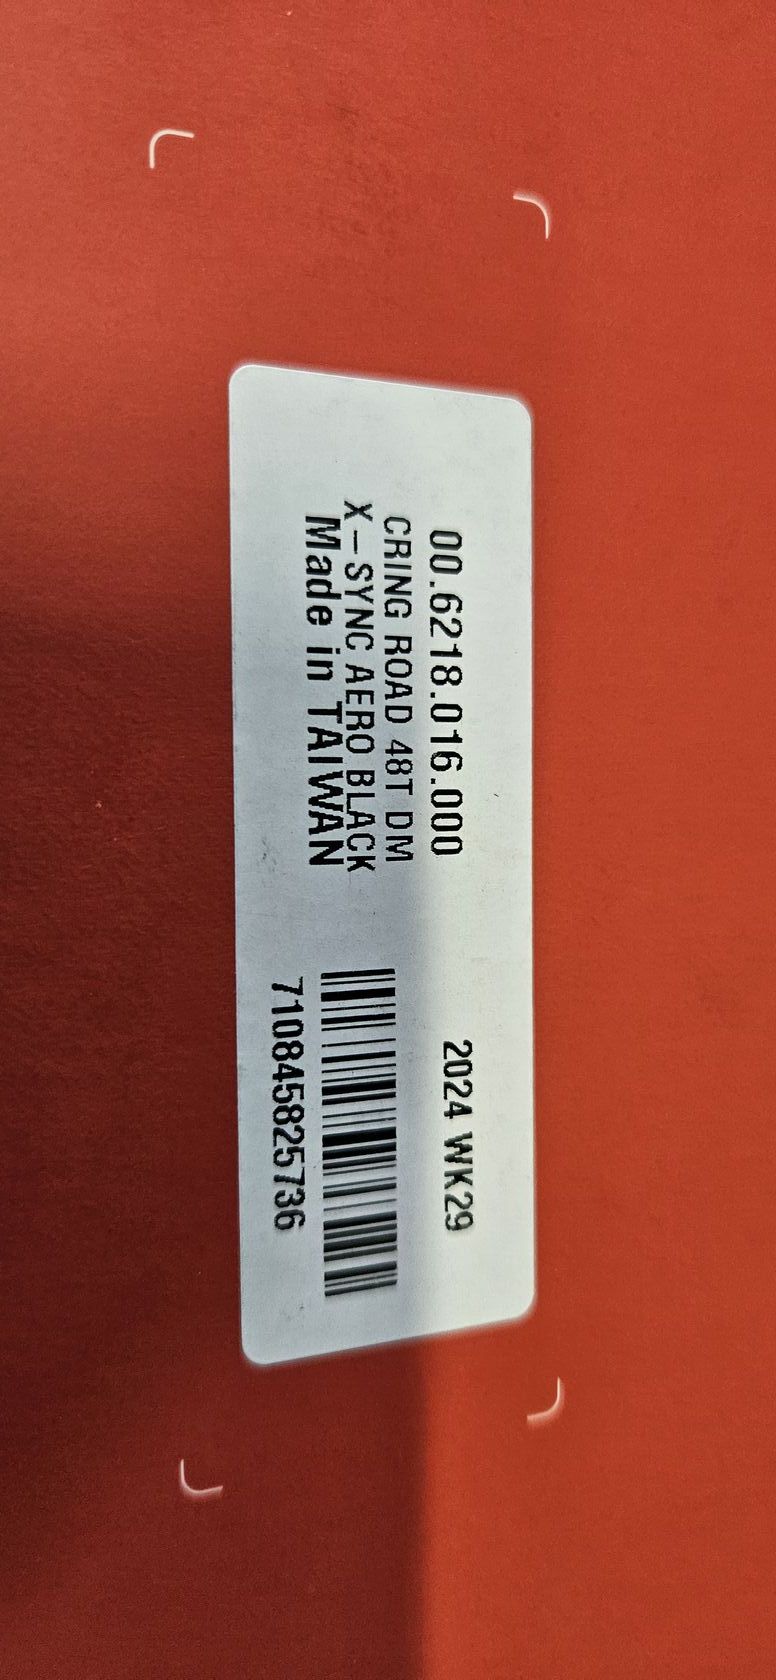 00.6218.016.000
CRING ROAD 48T DM
X-SYNC AERO BLACK
Made in TAIWAN
2024 WK29
710845825736